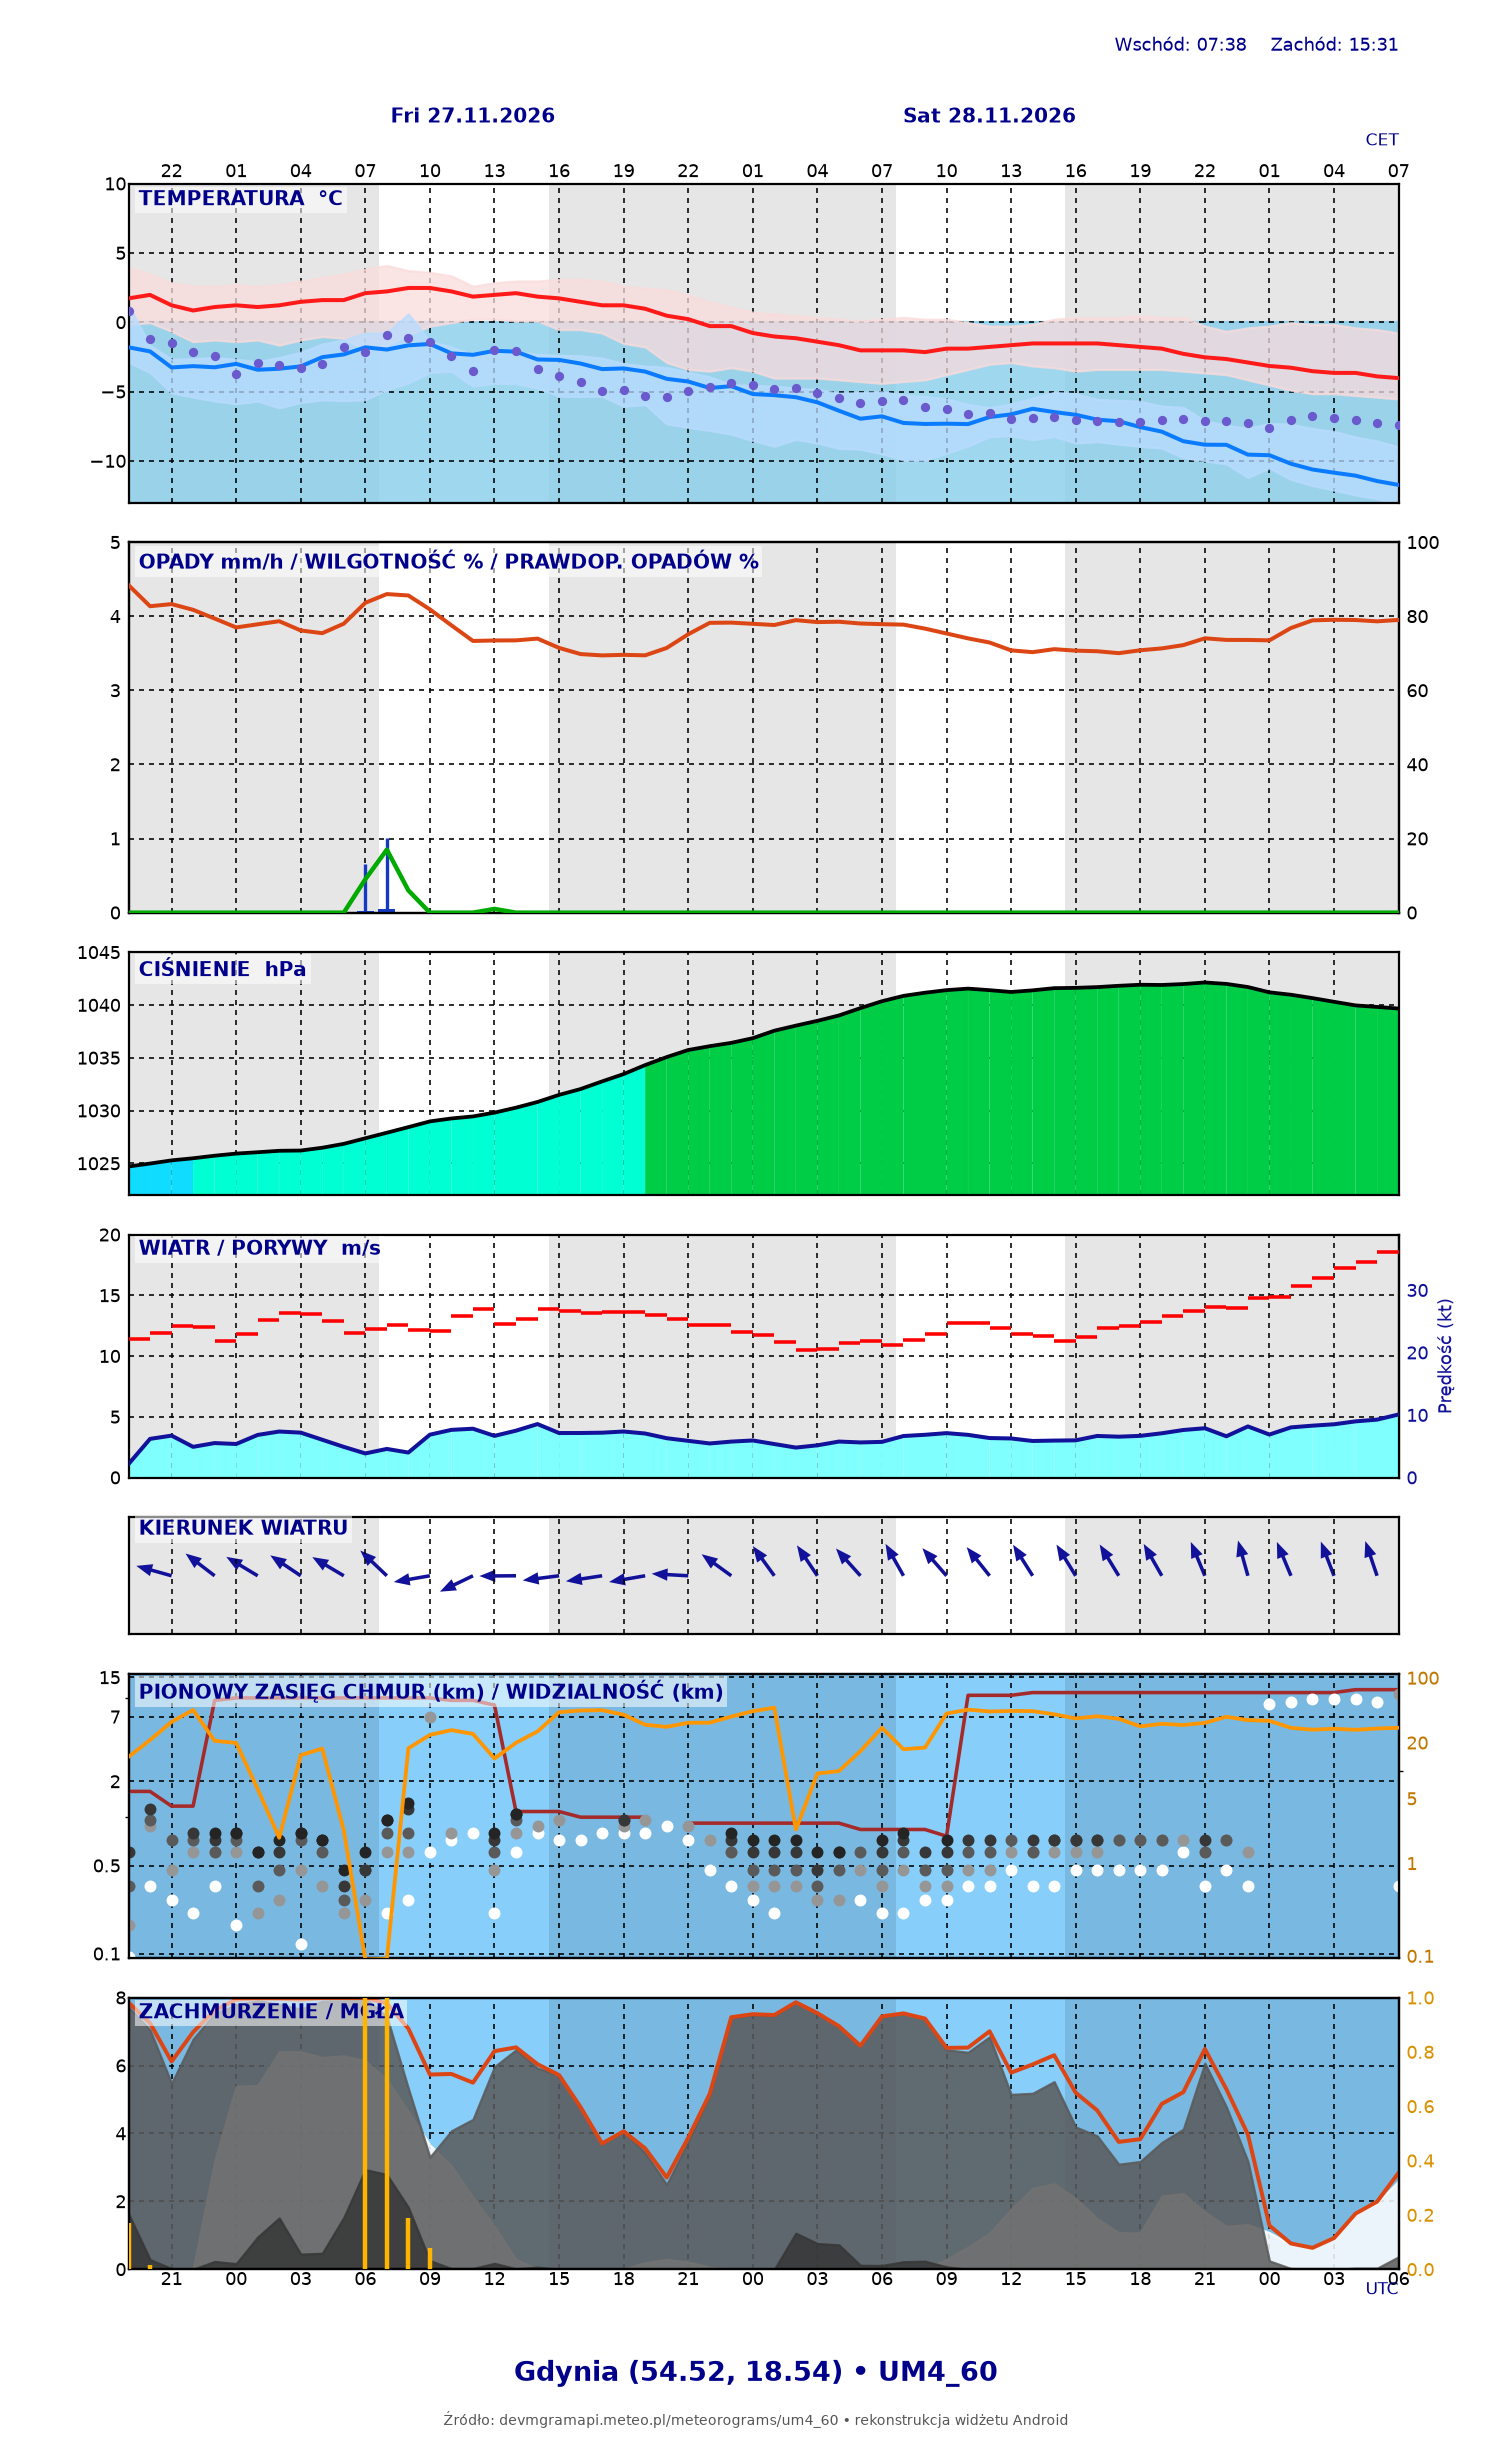 Wschód: 07:38 Zachód: 15:31
Fri 27.11.2026 Sat 28.11.2026
CET
22 01 04 07 10 13 16 19 22 01 04 07 10 13 16 19 22 01 04 07
TEMPERATURA °C
10
5
0
−5
−10
OPADY mm/h / WILGOTNOŚĆ % / PRAWDOP. OPADÓW %
5 100
4 80
3 60
2 40
1 20
0 0
CIŚNIENIE hPa
1045
1040
1035
1030
1025
WIATR / PORYWY m/s
20
15 30
10 20
5 10
0 0
Prędkość (kt)
KIERUNEK WIATRU
PIONOWY ZASIĘG CHMUR (km) / WIDZIALNOŚĆ (km)
15 100
7 20
2 5
0.5 1
0.1 0.1
ZACHMURZENIE / MGŁA
8 1.0
6 0.8
0.6
4 0.4
2 0.2
0 0.0
21 00 03 06 09 12 15 18 21 00 03 06 09 12 15 18 21 00 03 06
UTC
Gdynia (54.52, 18.54) • UM4_60
Źródło: devmgramapi.meteo.pl/meteorograms/um4_60 • rekonstrukcja widżetu Android